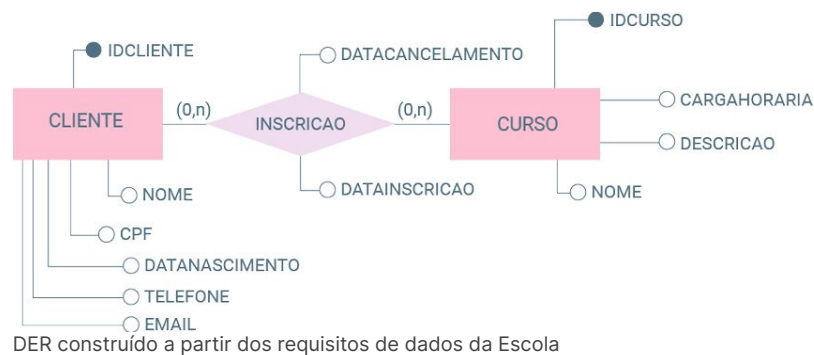 IDCURSO
IDCLIENTE
DATACANCELAMENTO
CLIENTE
(0,n)
INSCRICAO
(0,n)
CURSO
CARGAHORARIA
DESCRICAO
DATAINSCRICAO
NOME
NOME
CPF
DATANASCIMENTO
TELEFONE
EMAIL
DER construído a partir dos requisitos de dados da Escola